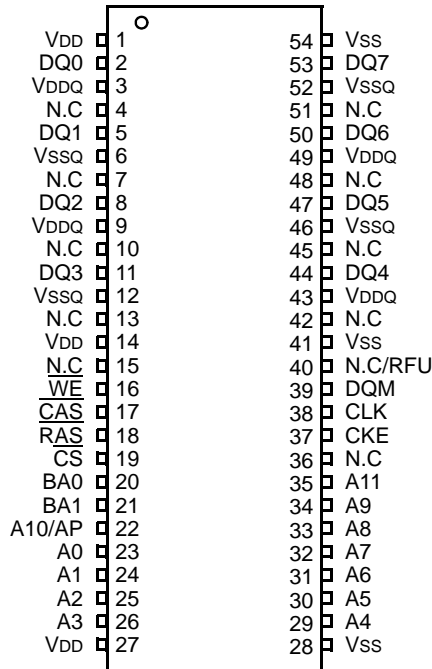 VDD 1 54 VSS
DQ0 2 53 DQ7
VDDQ 3 52 VSSQ
N.C 4 51 N.C
DQ1 5 50 DQ6
VSSQ 6 49 VDDQ
N.C 7 48 N.C
DQ2 8 47 DQ5
VDDQ 9 46 VSSQ
N.C 10 45 N.C
DQ3 11 44 DQ4
VSSQ 12 43 VDDQ
N.C 13 42 N.C
VDD 14 41 VSS
N.C 15 40 N.C/RFU
WE 16 39 DQM
CAS 17 38 CLK
RAS 18 37 CKE
CS 19 36 N.C
BA0 20 35 A11
BA1 21 34 A9
A10/AP 22 33 A8
A0 23 32 A7
A1 24 31 A6
A2 25 30 A5
A3 26 29 A4
VDD 27 28 VSS